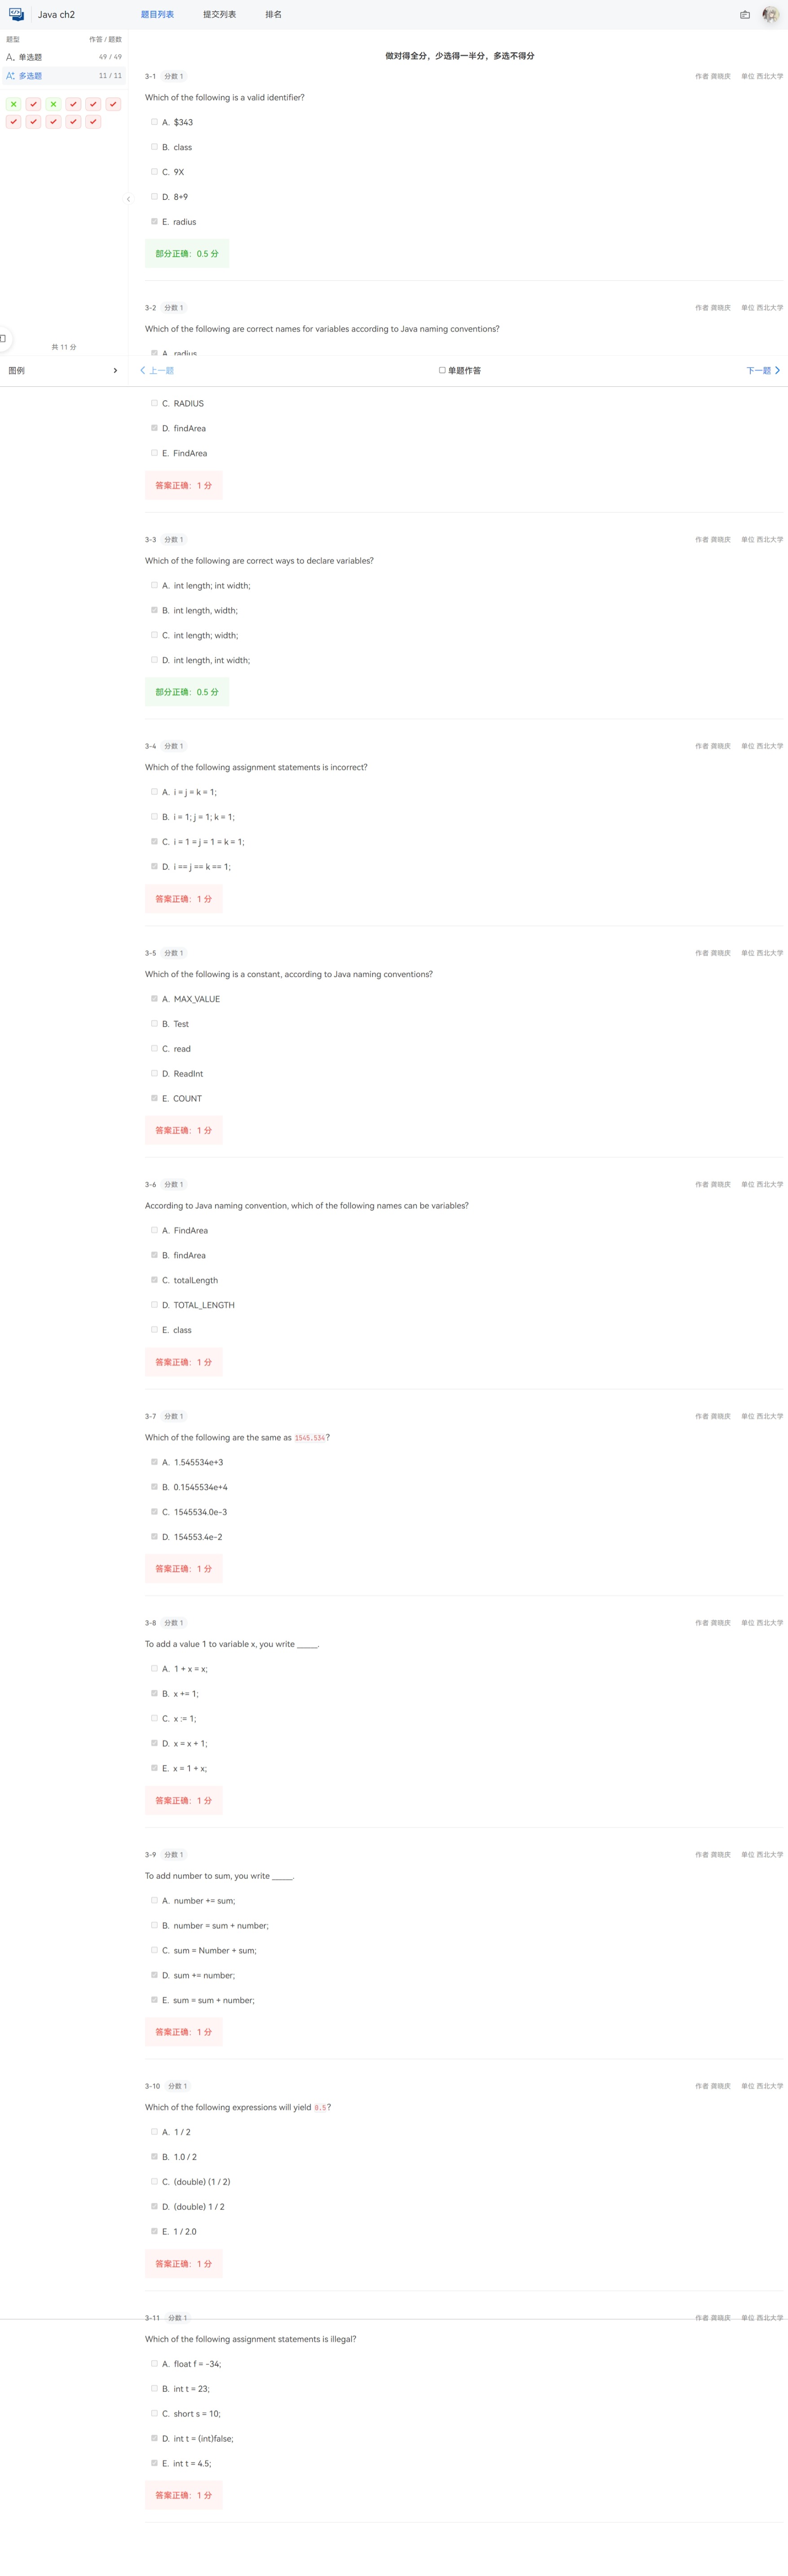 Java ch2
题目列表
提交列表
排名
题型
作答 / 题数
单选题
49 / 49
多选题
11 / 11
共 11 分
图例
做对得全分，少选得一半分，多选不得分
3-1 分数 1
作者 龚晓庆 单位 西北大学
Which of the following is a valid identifier?
A. $343
B. class
C. 9X
D. 8+9
E. radius
部分正确：0.5 分
3-2 分数 1
作者 龚晓庆 单位 西北大学
Which of the following are correct names for variables according to Java naming conventions?
A. radius
上一题
单题作答
下一题
C. RADIUS
D. findArea
E. FindArea
答案正确：1 分
3-3 分数 1
作者 龚晓庆 单位 西北大学
Which of the following are correct ways to declare variables?
A. int length; int width;
B. int length, width;
C. int length; width;
D. int length, int width;
部分正确：0.5 分
3-4 分数 1
作者 龚晓庆 单位 西北大学
Which of the following assignment statements is incorrect?
A. i = j = k = 1;
B. i = 1; j = 1; k = 1;
C. i = 1 = j = 1 = k = 1;
D. i == j == k == 1;
答案正确：1 分
3-5 分数 1
作者 龚晓庆 单位 西北大学
Which of the following is a constant, according to Java naming conventions?
A. MAX_VALUE
B. Test
C. read
D. ReadInt
E. COUNT
答案正确：1 分
3-6 分数 1
作者 龚晓庆 单位 西北大学
According to Java naming convention, which of the following names can be variables?
A. FindArea
B. findArea
C. totalLength
D. TOTAL_LENGTH
E. class
答案正确：1 分
3-7 分数 1
作者 龚晓庆 单位 西北大学
Which of the following are the same as 1545.534?
A. 1.545534e+3
B. 0.1545534e+4
C. 1545534.0e-3
D. 154553.4e-2
答案正确：1 分
3-8 分数 1
作者 龚晓庆 单位 西北大学
To add a value 1 to variable x, you write _____.
A. 1 + x = x;
B. x += 1;
C. x := 1;
D. x = x + 1;
E. x = 1 + x;
答案正确：1 分
3-9 分数 1
作者 龚晓庆 单位 西北大学
To add number to sum, you write _____.
A. number += sum;
B. number = sum + number;
C. sum = Number + sum;
D. sum += number;
E. sum = sum + number;
答案正确：1 分
3-10 分数 1
作者 龚晓庆 单位 西北大学
Which of the following expressions will yield 0.5?
A. 1 / 2
B. 1.0 / 2
C. (double) (1 / 2)
D. (double) 1 / 2
E. 1 / 2.0
答案正确：1 分
3-11 分数 1
作者 龚晓庆 单位 西北大学
Which of the following assignment statements is illegal?
A. float f = -34;
B. int t = 23;
C. short s = 10;
D. int t = (int)false;
E. int t = 4.5;
答案正确：1 分